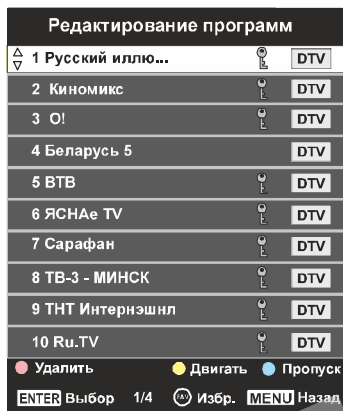 Редактирование программ
1 Русский иллю... DTV
2 Киномикс DTV
3 О! DTV
4 Беларусь 5 DTV
5 ВТВ DTV
6 ЯСНАе TV DTV
7 Сарафан DTV
8 ТВ-3 - МИНСК DTV
9 ТНТ Интернэшнл DTV
10 Ru.TV DTV
Удалить Двигать Пропуск
ENTER Выбор 1/4 FAV Избр. MENU Назад